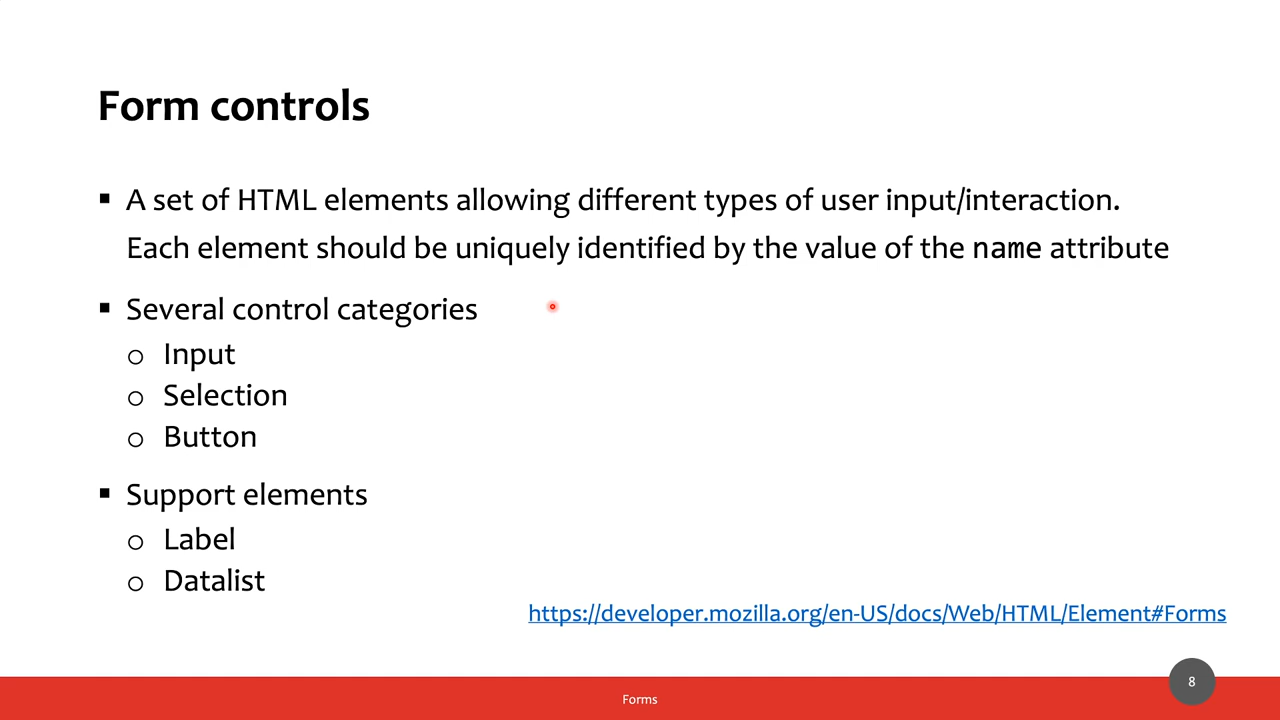 Form controls
▪ A set of HTML elements allowing different types of user input/interaction.
Each element should be uniquely identified by the value of the name attribute
▪ Several control categories
o Input
o Selection
o Button
▪ Support elements
o Label
o Datalist
https://developer.mozilla.org/en-US/docs/Web/HTML/Element#Forms
8
Forms